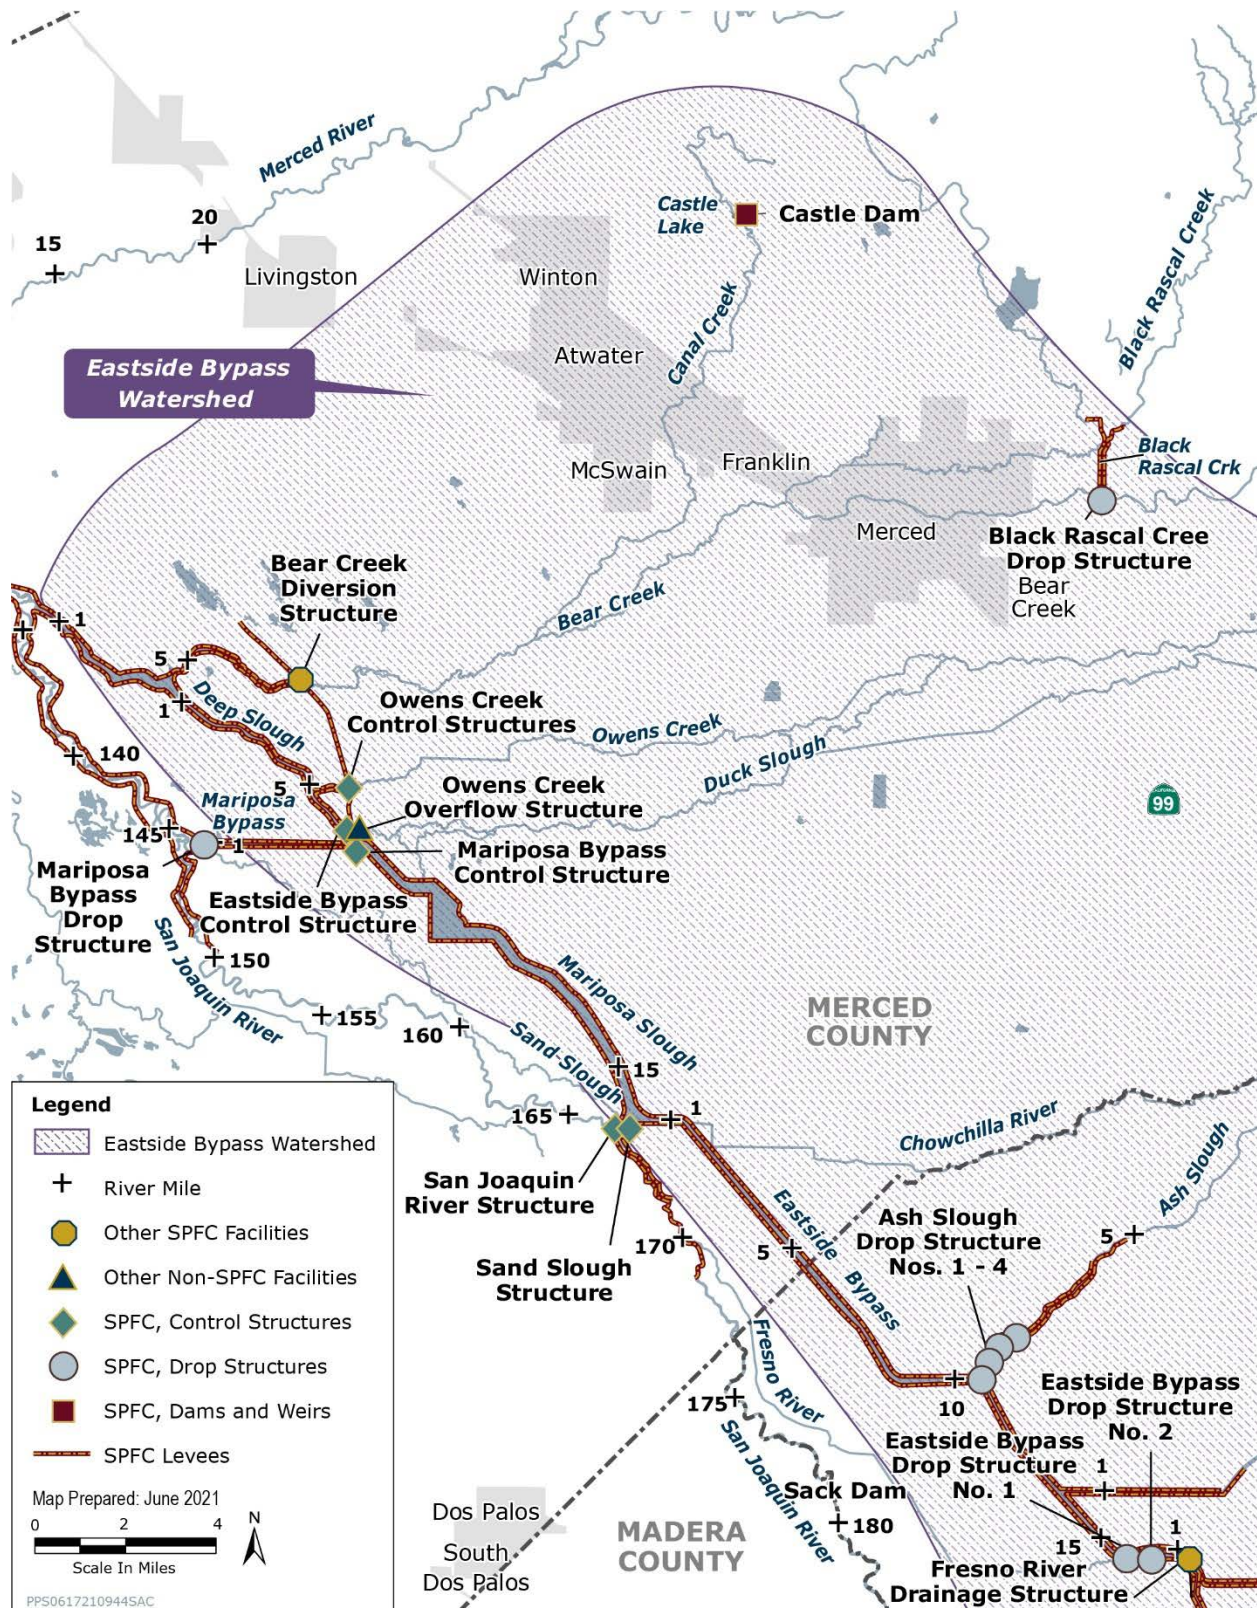 Merced River
20
15
Livingston
Castle
Lake
Castle Dam
Winton
Canal Creek
Black Rascal Creek
Atwater
Eastside Bypass
Watershed
McSwain
Franklin
Black
Rascal Crk
Merced
Black Rascal Cree
Drop Structure
Bear
Creek
Bear Creek
Diversion
Structure
Bear Creek
1
5
1
Deep Slough
Owens Creek
Control Structures
Owens Creek
Duck Slough
140
5
Owens Creek
Overflow Structure
CALIFORNIA
99
Mariposa
Bypass
145
1
Mariposa Bypass
Control Structure
Mariposa
Bypass
Drop
Structure
Eastside Bypass
Control Structure
San Joaquin River
150
155
160
Mariposa Slough
Sand Slough
MERCED
COUNTY
15
165
1
Chowchilla River
Ash Slough
San Joaquin
River Structure
Sand Slough
Structure
170
Eastside Bypass
5
Ash Slough
Drop Structure
Nos. 1 - 4
5
Fresno River
175
San Joaquin River
10
Eastside Bypass
Drop Structure
No. 2
Eastside Bypass
Drop Structure
No. 1
1
Sack Dam
180
15
1
Fresno River
Drainage Structure
Dos Palos
South
Dos Palos
MADERA
COUNTY
Legend
Eastside Bypass Watershed
River Mile
Other SPFC Facilities
Other Non-SPFC Facilities
SPFC, Control Structures
SPFC, Drop Structures
SPFC, Dams and Weirs
SPFC Levees
Map Prepared: June 2021
0 2 4
Scale In Miles
N
PPS0617210944SAC